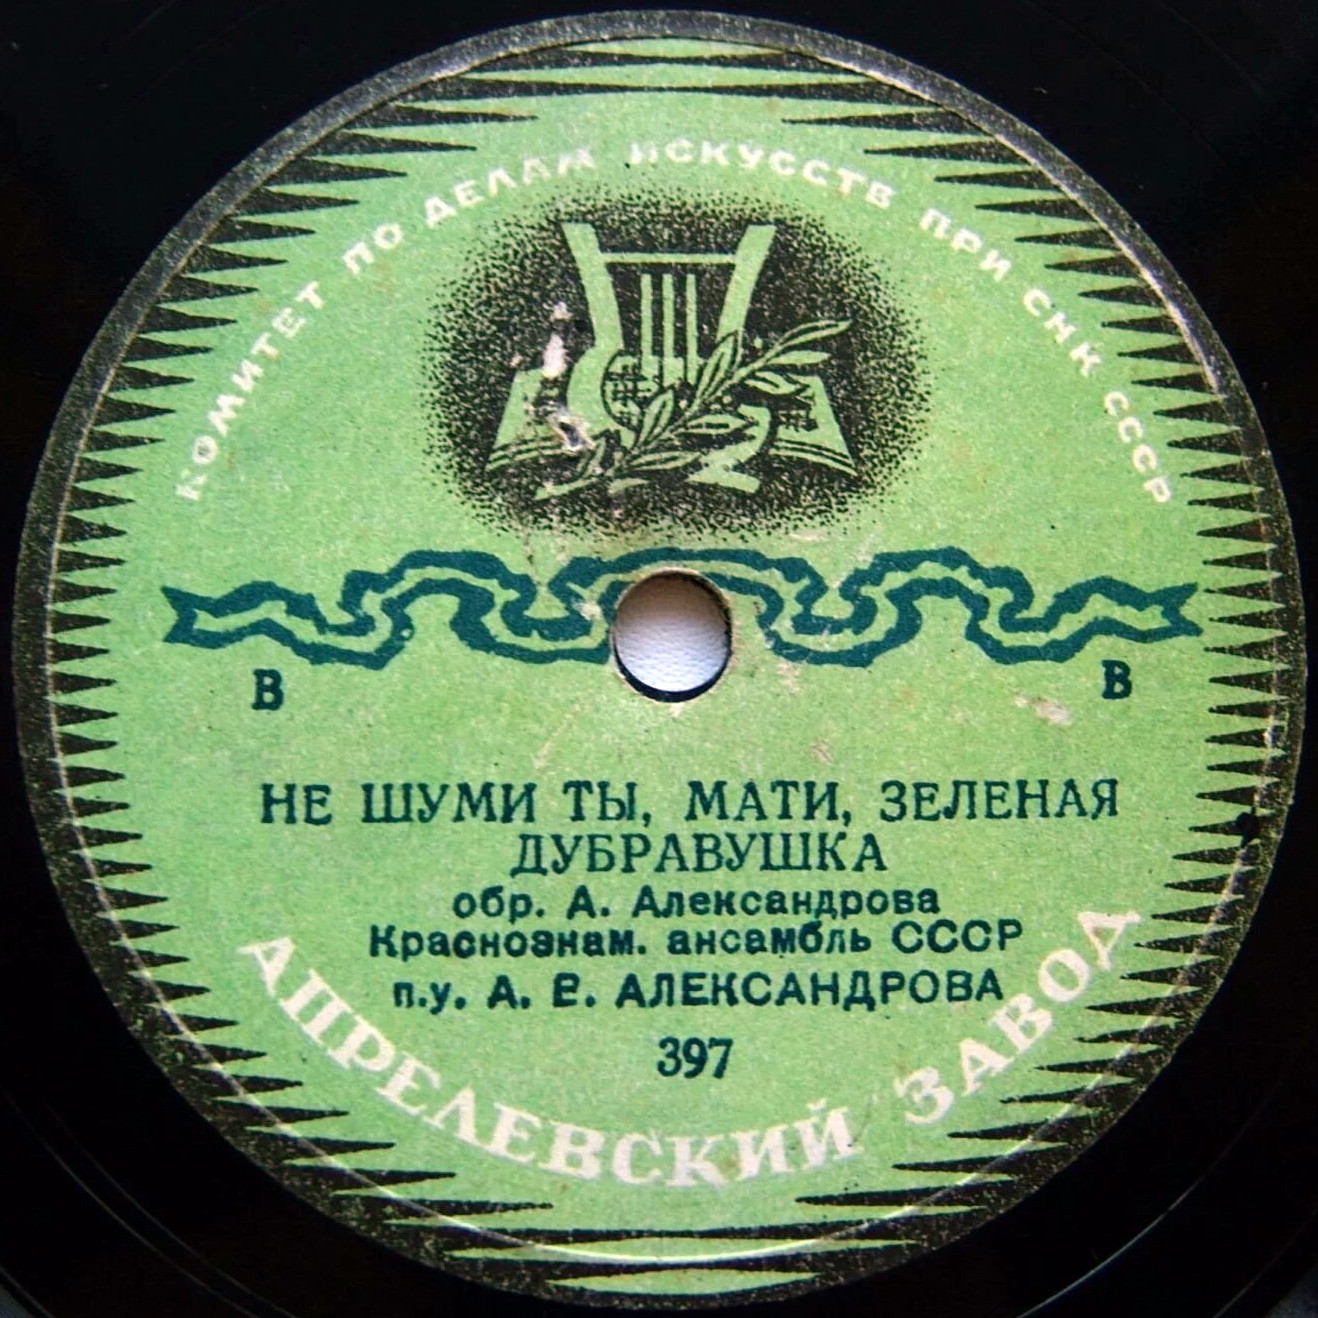 КОМИТЕТ ПО ДЕЛАМ ИСКУССТВ ПРИ СНК СССР
В В
НЕ ШУМИ ТЫ, МАТИ, ЗЕЛЕНАЯ
ДУБРАВУШКА
обр. А. Александрова
Краснознам. ансамбль СССР
п.у. А. В. АЛЕКСАНДРОВА
397
АПРЕЛЕВСКИЙ ЗАВОД